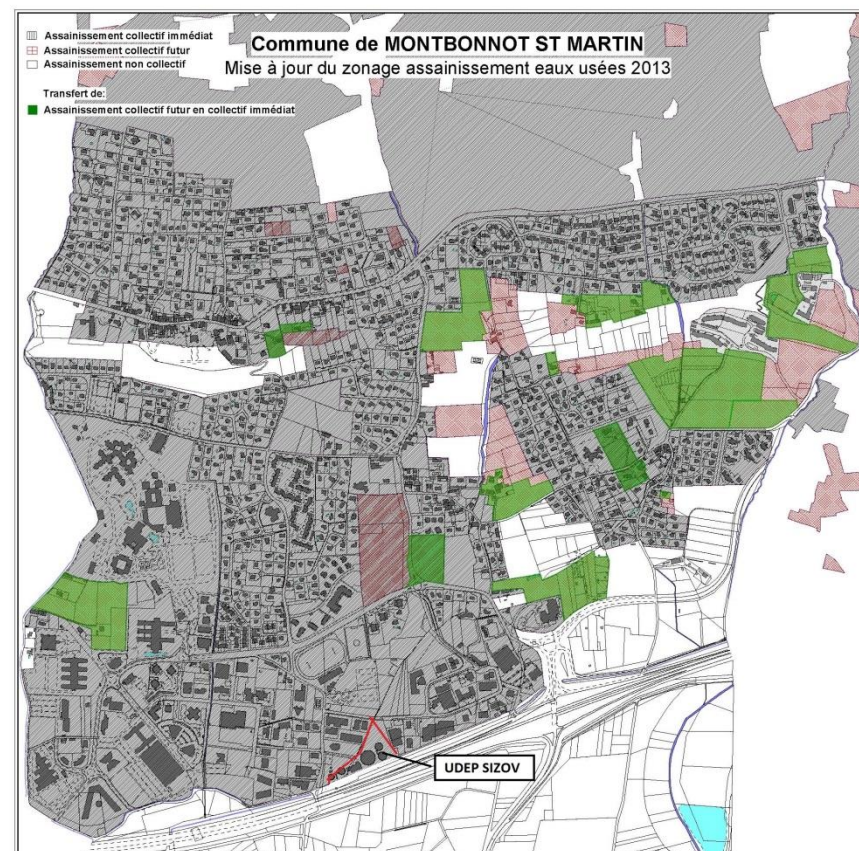 Commune de MONTBONNOT ST MARTIN
Mise à jour du zonage assainissement eaux usées 2013
Assainissement collectif immédiat
Assainissement collectif futur
Assainissement non collectif
Transfert de:
Assainissement collectif futur en collectif immédiat
UDEP SIZOV